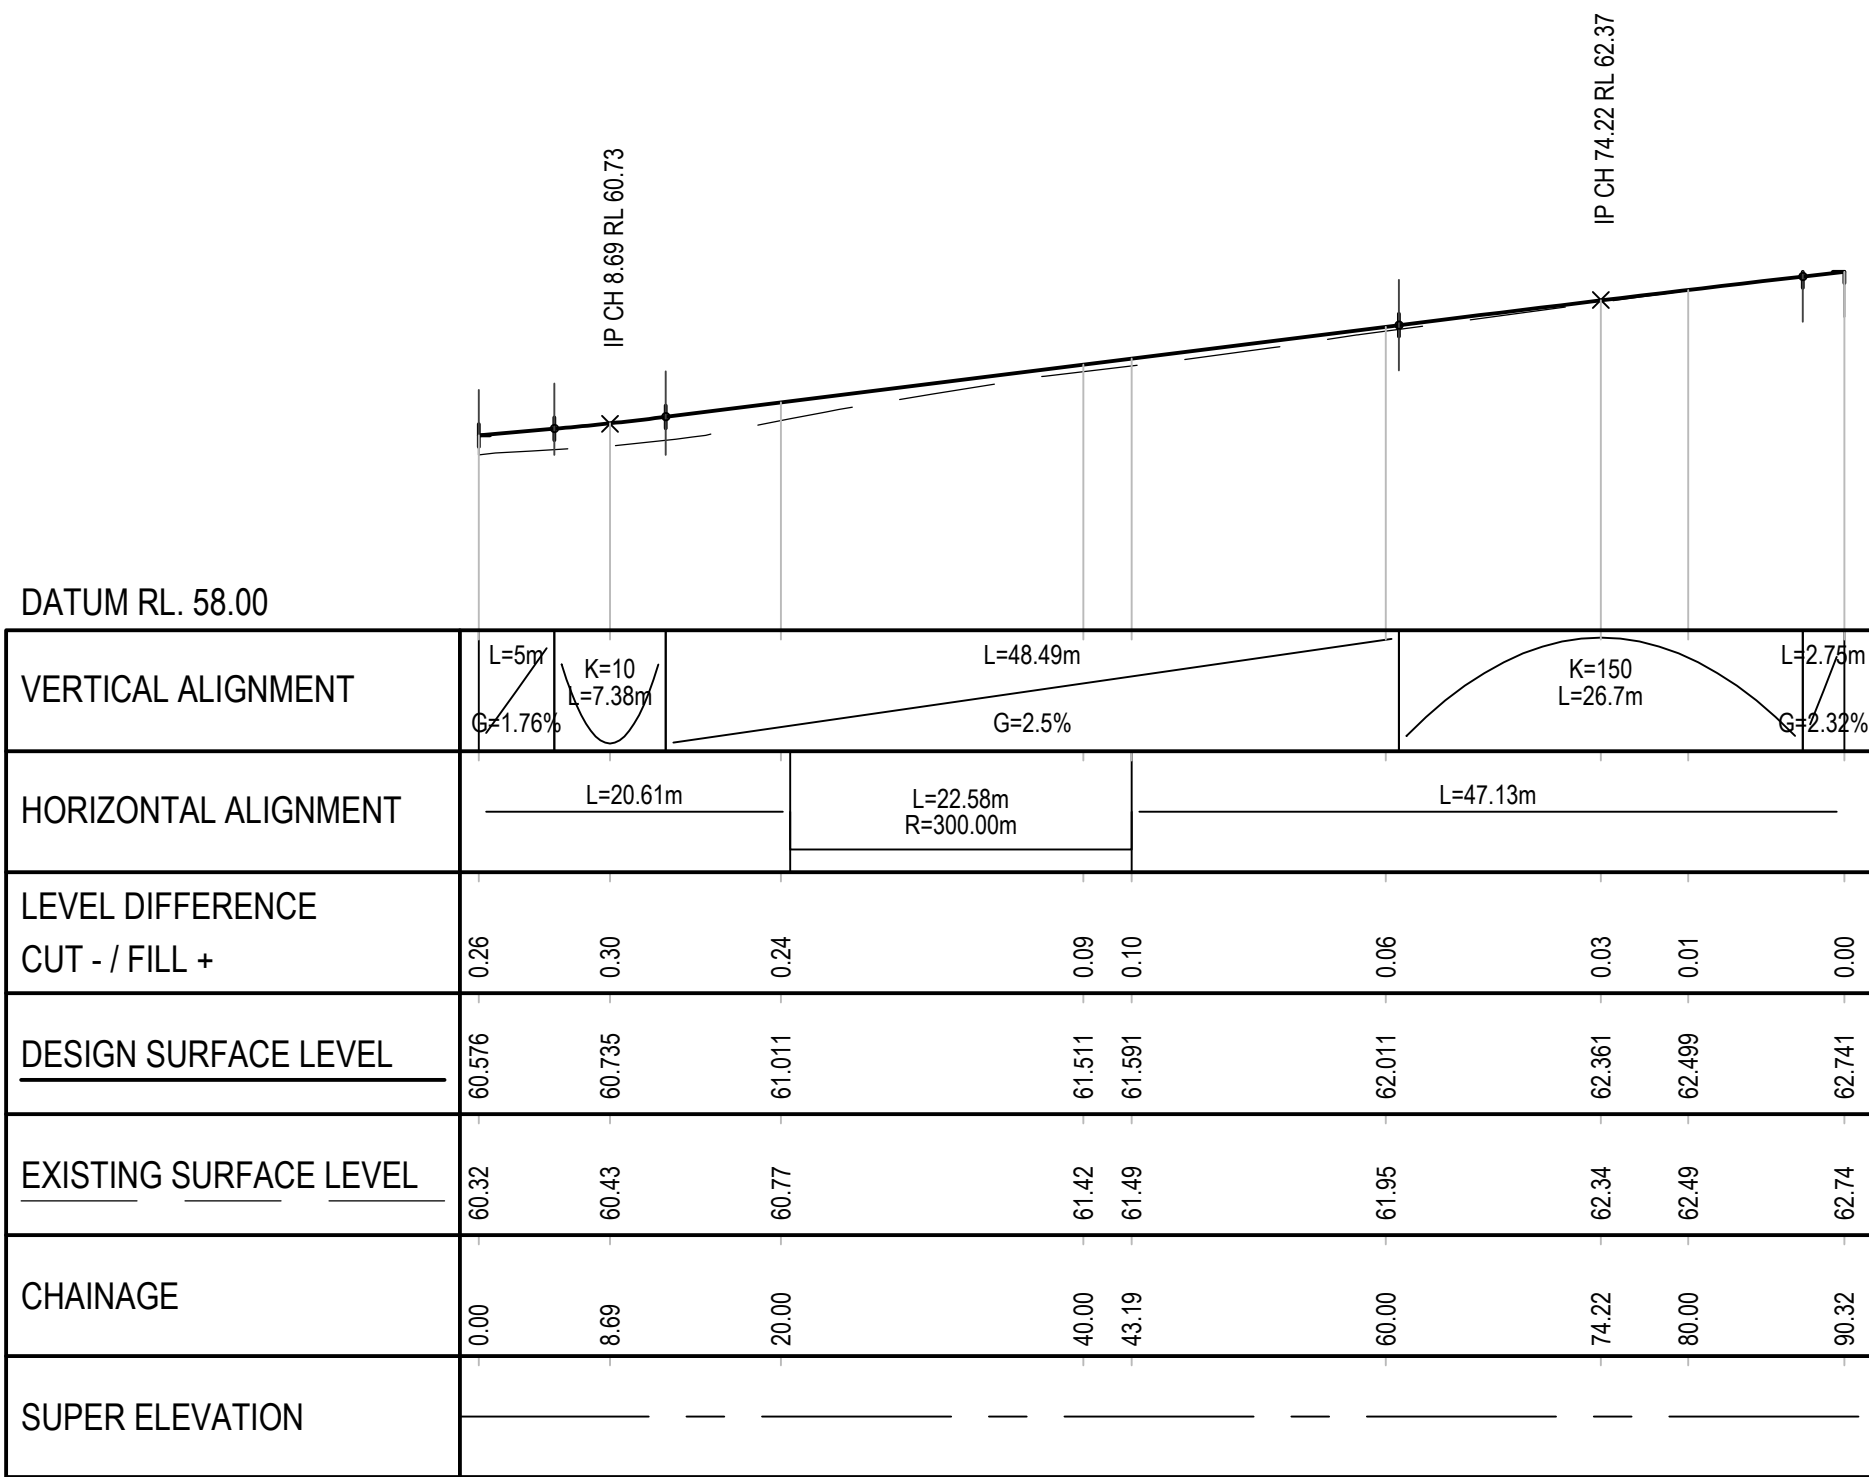 IP CH 8.69 RL 60.73
IP CH 74.22 RL 62.37
DATUM RL. 58.00
VERTICAL ALIGNMENT
L=5m
G=1.76%
K=10
L=7.38m
L=48.49m
G=2.5%
K=150
L=26.7m
L=2.75m
G=2.32%
HORIZONTAL ALIGNMENT
L=20.61m
L=22.58m
R=300.00m
L=47.13m
LEVEL DIFFERENCE
CUT - / FILL +
0.26 0.30 0.24 0.09 0.10 0.06 0.03 0.01 0.00
DESIGN SURFACE LEVEL
60.576 60.735 61.011 61.511 61.591 62.011 62.361 62.499 62.741
EXISTING SURFACE LEVEL
60.32 60.43 60.77 61.42 61.49 61.95 62.34 62.49 62.74
CHAINAGE
0.00 8.69 20.00 40.00 43.19 60.00 74.22 80.00 90.32
SUPER ELEVATION